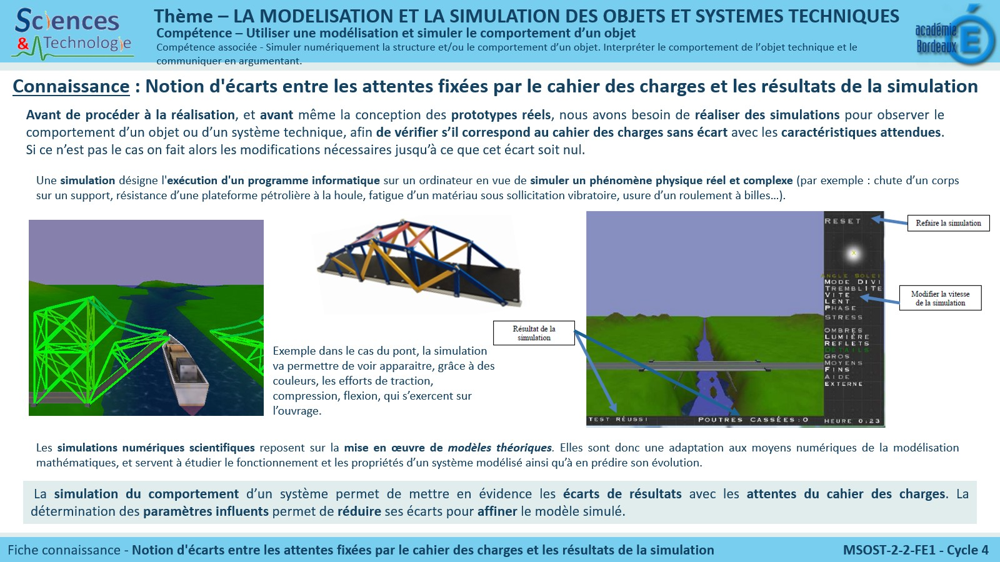 Sciences
& Technologie
Thème – LA MODELISATION ET LA SIMULATION DES OBJETS ET SYSTEMES TECHNIQUES
Compétence – Utiliser une modélisation et simuler le comportement d’un objet
Compétence associée - Simuler numériquement la structure et/ou le comportement d’un objet. Interpréter le comportement de l’objet technique et le
communiquer en argumentant.
académie
Bordeaux
É
Connaissance : Notion d'écarts entre les attentes fixées par le cahier des charges et les résultats de la simulation
Avant de procéder à la réalisation, et avant même la conception des prototypes réels, nous avons besoin de réaliser des simulations pour observer le
comportement d’un objet ou d’un système technique, afin de vérifier s’il correspond au cahier des charges sans écart avec les caractéristiques attendues.
Si ce n’est pas le cas on fait alors les modifications nécessaires jusqu’à ce que cet écart soit nul.
Une simulation désigne l'exécution d'un programme informatique sur un ordinateur en vue de simuler un phénomène physique réel et complexe (par exemple : chute d’un corps
sur un support, résistance d’une plateforme pétrolière à la houle, fatigue d’un matériau sous sollicitation vibratoire, usure d’un roulement à billes…).
Exemple dans le cas du pont, la simulation
va permettre de voir apparaitre, grâce à des
couleurs, les efforts de traction,
compression, flexion, qui s’exercent sur
l’ouvrage.
Résultat de la
simulation
RESET
X
ANGLE SOLEI
MODE DIVI
TREMBLITE
VITE
LENT
PHASE
STRESS
OMBRES
LUMIÈRE
REFLETS
DETAILS
GROS
MOYENS
FINS
AIDE
EXTERNE
TEST RÉUSSI
POUTRES CASSÉES:0
HEURE 0:23
Refaire la simulation
Modifier la vitesse
de la simulation
Les simulations numériques scientifiques reposent sur la mise en œuvre de modèles théoriques. Elles sont donc une adaptation aux moyens numériques de la modélisation
mathématiques, et servent à étudier le fonctionnement et les propriétés d’un système modélisé ainsi qu’à en prédire son évolution.
La simulation du comportement d’un système permet de mettre en évidence les écarts de résultats avec les attentes du cahier des charges. La
détermination des paramètres influents permet de réduire ses écarts pour affiner le modèle simulé.
Fiche connaissance - Notion d'écarts entre les attentes fixées par le cahier des charges et les résultats de la simulation
MSOST-2-2-FE1 - Cycle 4